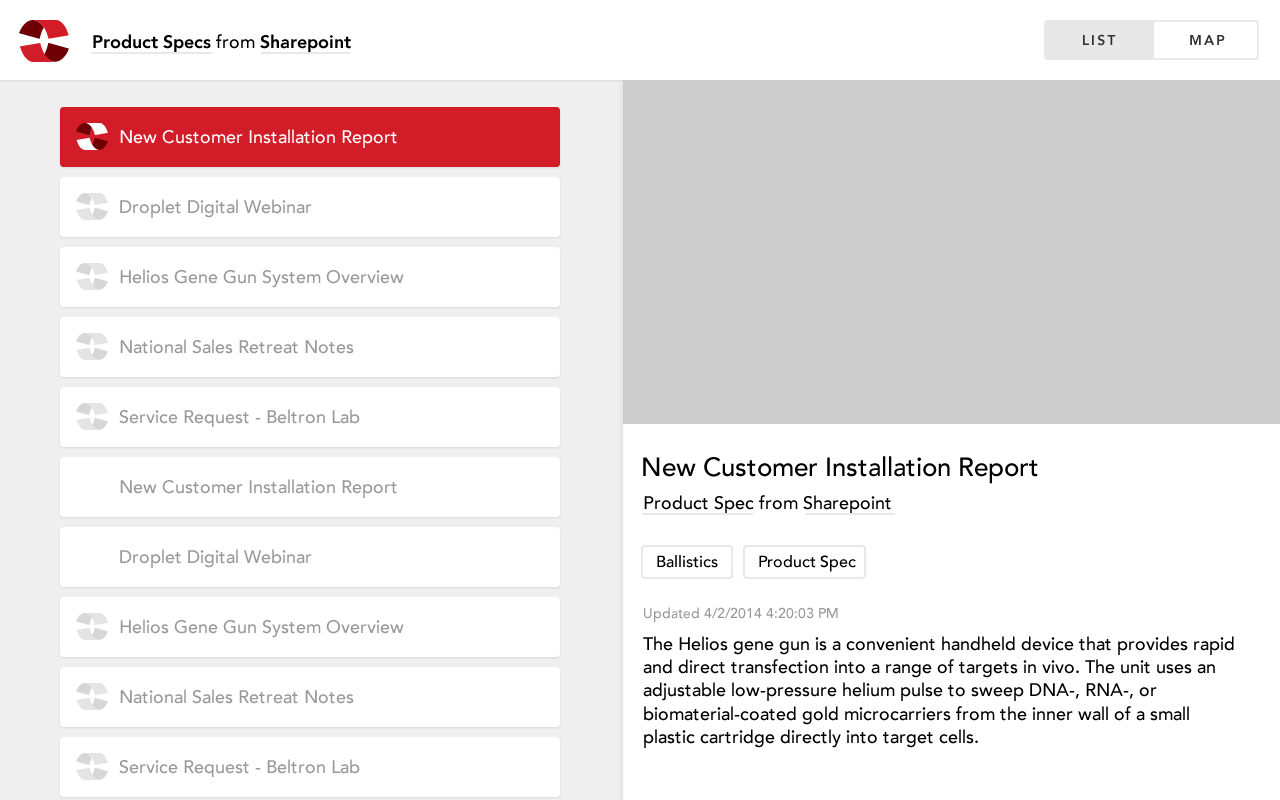 Product Specs from Sharepoint
LIST
MAP
New Customer Installation Report
Droplet Digital Webinar
Helios Gene Gun System Overview
National Sales Retreat Notes
Service Request - Beltron Lab
New Customer Installation Report
Droplet Digital Webinar
Helios Gene Gun System Overview
National Sales Retreat Notes
Service Request - Beltron Lab
New Customer Installation Report
Product Spec from Sharepoint
Ballistics
Product Spec
Updated 4/2/2014 4:20:03 PM
The Helios gene gun is a convenient handheld device that provides rapid
and direct transfection into a range of targets in vivo. The unit uses an
adjustable low-pressure helium pulse to sweep DNA-, RNA-, or
biomaterial-coated gold microcarriers from the inner wall of a small
plastic cartridge directly into target cells.